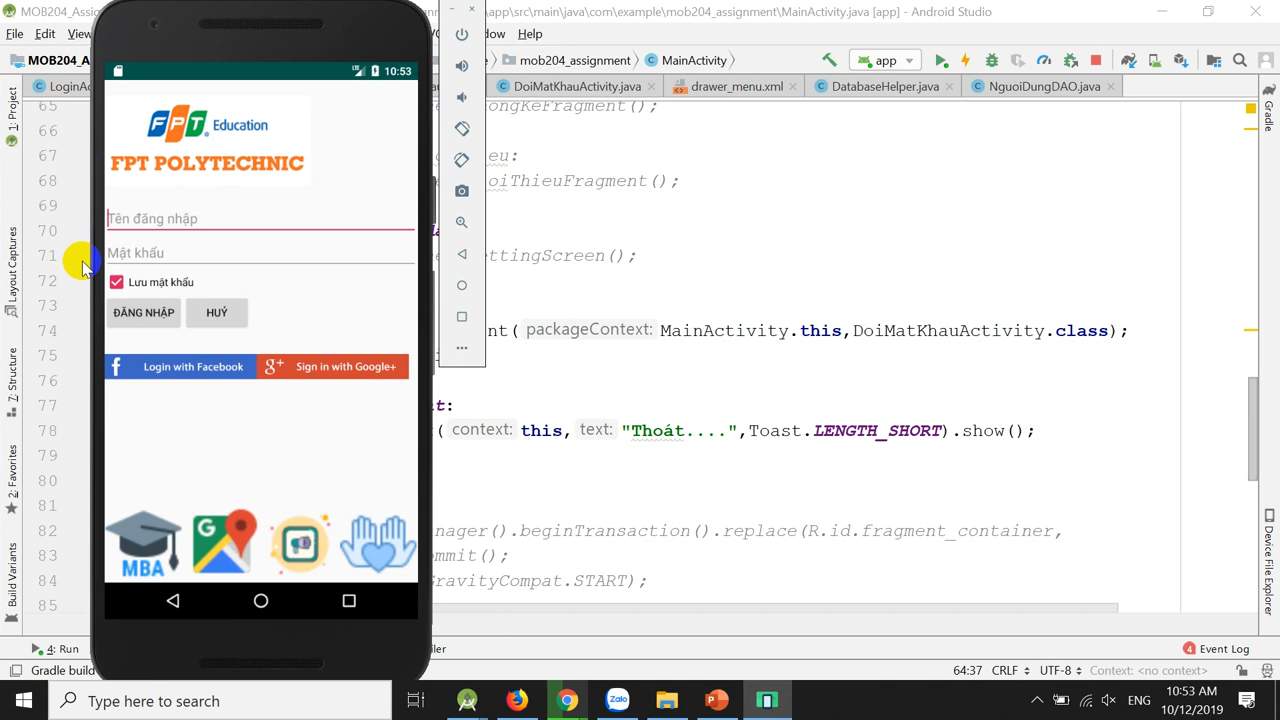 MOB204_Assig
app\src\main\java\com\example\mob204_assignment\MainActivity.java [app] - Android Studio
File Edit Vie
Help
MOB204_A
mob204_assignment
MainActivity
app
LoginAc
DoiMatKhauActivity.java
drawer_menu.xml
DatabaseHelper.java
NguoiDungDAO.java
1: Project
Layout Captures
Z: Structure
2: Favorites
Build Variants
Gradle
Device File Explorer
LTE 10:53
FPT. Education
FPT POLYTECHNIC
Tên đăng nhập
Mật khẩu
Lưu mật khẩu
ĐĂNG NHẬP HUỶ
f Login with Facebook g+ Sign in with Google+
MBA
G
65 ongKeFragment();
66
67 eu:
68 oiThieuFragment();
69
70
71 ettingScreen();
72
73
74 nt( packageContext: MainActivity.this,DoiMatKhauActivity.class);
75
76
77 t:
78 ( context: this, text: "Thoát....",Toast.LENGTH_SHORT).show();
79
80
81
82 nager().beginTransaction().replace(R.id.fragment_container,
83 ommit();
84 GravityCompat.START);
85
4: Run
iler
4 Event Log
Gradle build
64:37 CRLF UTF-8 Context: <no context>
Type here to search
Zalo
ENG
10:53 AM
10/12/2019